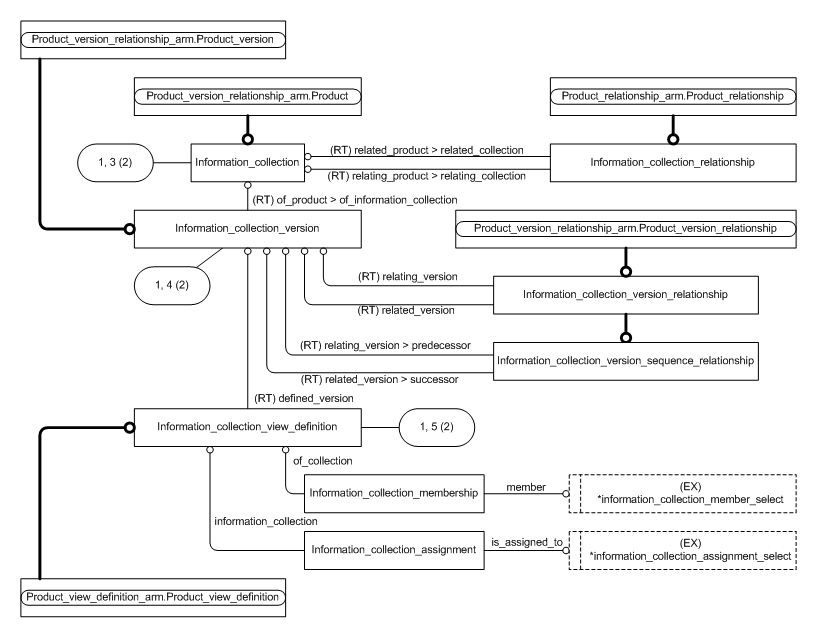 Product_version_relationship_arm.Product_version
Product_version_relationship_arm.Product
Product_relationship_arm.Product_relationship
1, 3 (2)
Information_collection
(RT) related_product > related_collection
(RT) relating_product > relating_collection
Information_collection_relationship
(RT) of_product > of_information_collection
Information_collection_version
Product_version_relationship_arm.Product_version_relationship
1, 4 (2)
(RT) relating_version
(RT) related_version
Information_collection_version_relationship
(RT) relating_version > predecessor
(RT) related_version > successor
Information_collection_version_sequence_relationship
(RT) defined_version
Information_collection_view_definition
1, 5 (2)
of_collection
Information_collection_membership
member
(EX)
*information_collection_member_select
information_collection
Information_collection_assignment
is_assigned_to
(EX)
*information_collection_assignment_select
Product_view_definition_arm.Product_view_definition